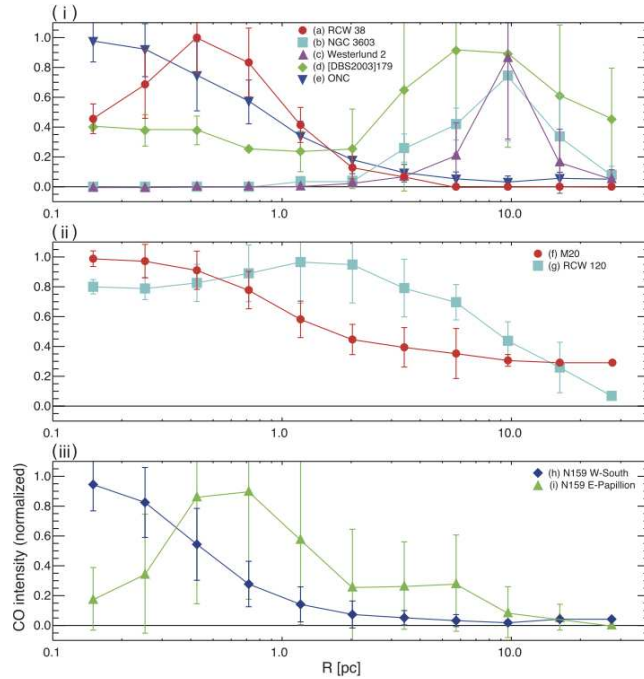 (i)
1.0
0.8
0.6
0.4
0.2
0.0
(a) RCW 38
(b) NGC 3603
(c) Westerlund 2
(d) [DBS2003]179
(e) ONC
0.1 1.0 10.0
(ii)
1.0
0.8
0.6
0.4
0.2
0.0
(f) M20
(g) RCW 120
0.1 1.0 10.0
(iii)
CO intensity (normalized)
1.0
0.8
0.6
0.4
0.2
0.0
(h) N159 W-South
(i) N159 E-Papillion
0.1 1.0 10.0
R [pc]